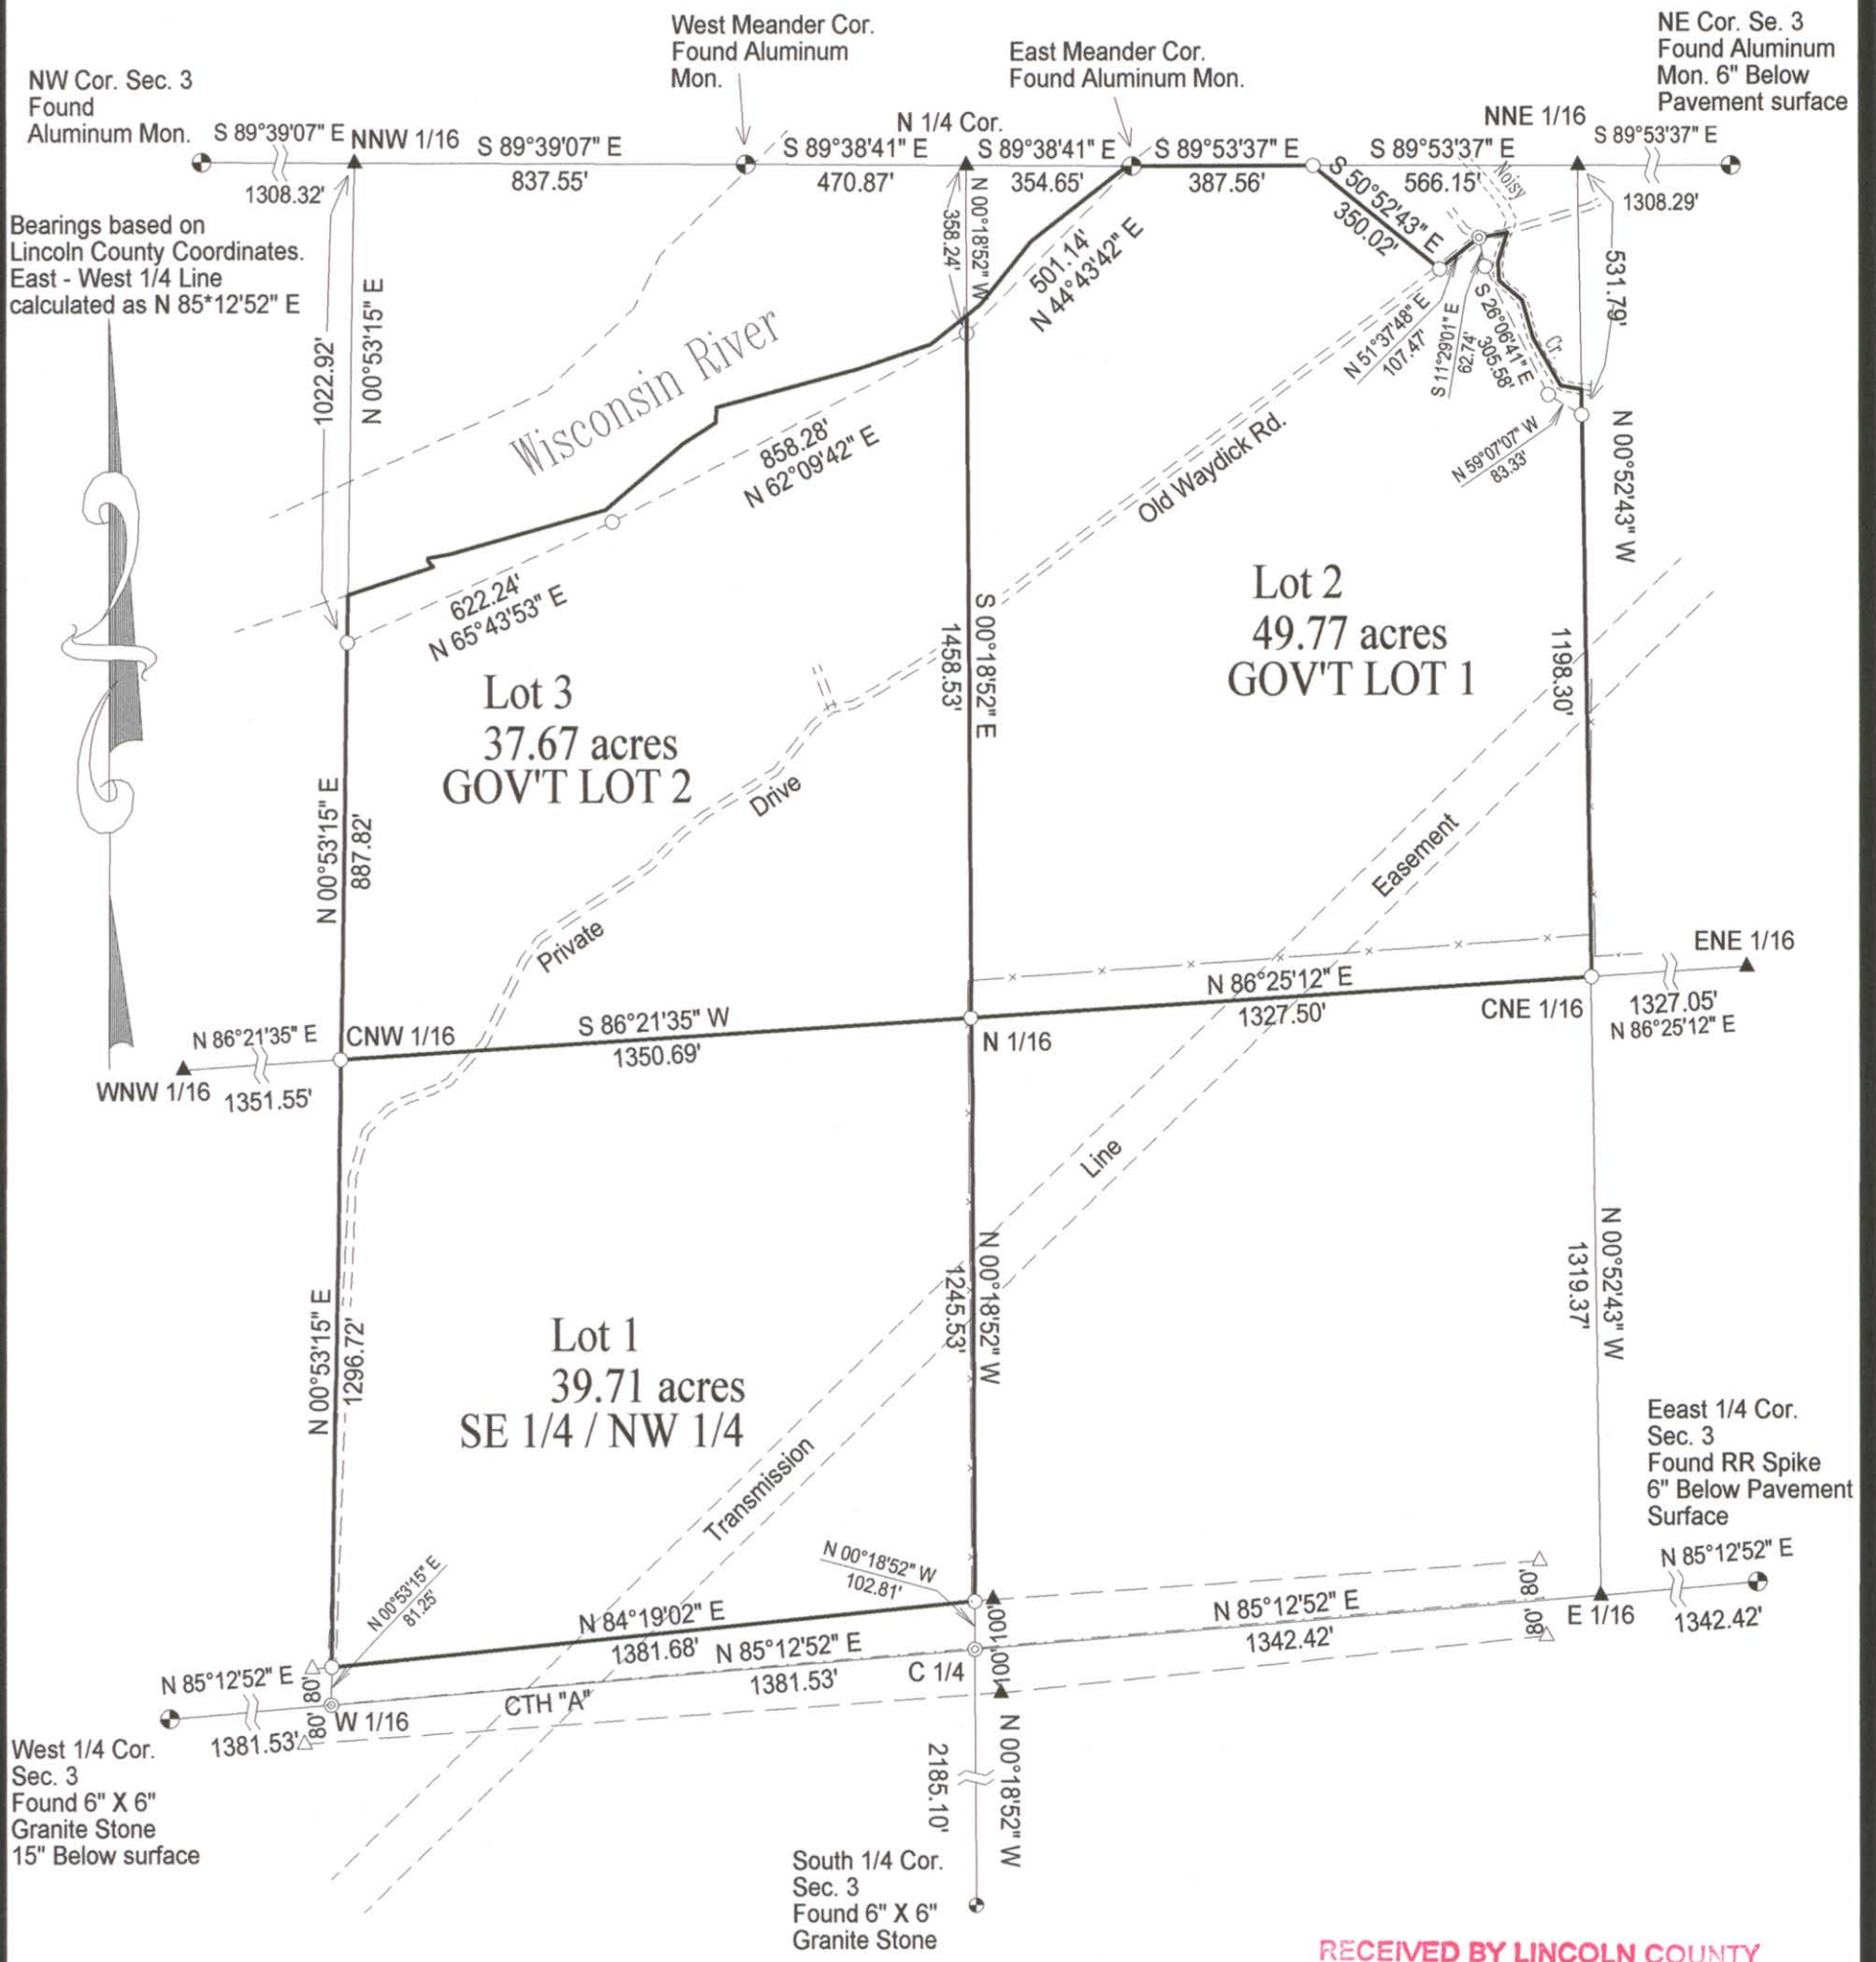 West Meander Cor.
Found Aluminum
Mon.
East Meander Cor.
Found Aluminum Mon.
NE Cor. Se. 3
Found Aluminum
Mon. 6" Below
Pavement surface
NW Cor. Sec. 3
Found
Aluminum Mon.
S 89°39'07" E
1308.32'
NNW 1/16
S 89°39'07" E
837.55'
S 89°38'41" E
470.87'
N 1/4 Cor.
S 89°38'41" E
354.65'
S 89°53'37" E
387.56'
S 89°53'37" E
566.15'
NNE 1/16
S 89°53'37" E
1308.29'
Bearings based on
Lincoln County Coordinates.
East - West 1/4 Line
calculated as N 85*12'52" E
1022.92'
N 00°53'15" E
N 00°18'52" W
358.24'
501.14'
N 44°43'42" E
S 50°52'43" E
350.02'
Noisy
Cr.
N 51°37'48" E
107.47'
S 11°29'01" E
62.74'
S 26°06'41" E
305.58'
N 59°07'07" W
83.33'
531.79'
N 00°52'43" W
1198.30'
Wisconsin River
858.28'
N 62°09'42" E
622.24'
N 65°43'53" E
Old Waydick Rd.
Lot 2
49.77 acres
GOV'T LOT 1
Lot 3
37.67 acres
GOV'T LOT 2
1458.53'
S 00°18'52" E
N 00°53'15" E
887.82'
Private
Drive
Easement
N 86°21'35" E
1351.55'
WNW 1/16
CNW 1/16
S 86°21'35" W
1350.69'
N 1/16
N 86°25'12" E
1327.50'
CNE 1/16
ENE 1/16
1327.05'
N 86°25'12" E
Line
N 00°53'15" E
1296.72'
1245.53'
N 00°18'52" W
1319.37'
N 00°52'43" W
Lot 1
39.71 acres
SE 1/4 / NW 1/4
Transmission
Eeast 1/4 Cor.
Sec. 3
Found RR Spike
6" Below Pavement
Surface
N 85°12'52" E
1342.42'
E 1/16
N 00°53'15" E
81.25'
N 84°19'02" E
1381.68'
N 00°18'52" W
102.81'
N 85°12'52" E
1381.53'
CTH "A"
C 1/4
100'
100'
N 85°12'52" E
1342.42'
80'
80'
N 85°12'52" E
1381.53'
80'
80'
W 1/16
West 1/4 Cor.
Sec. 3
Found 6" X 6"
Granite Stone
15" Below surface
2185.10'
N 00°18'52" W
South 1/4 Cor.
Sec. 3
Found 6" X 6"
Granite Stone
RECEIVED BY LINCOLN COUNTY